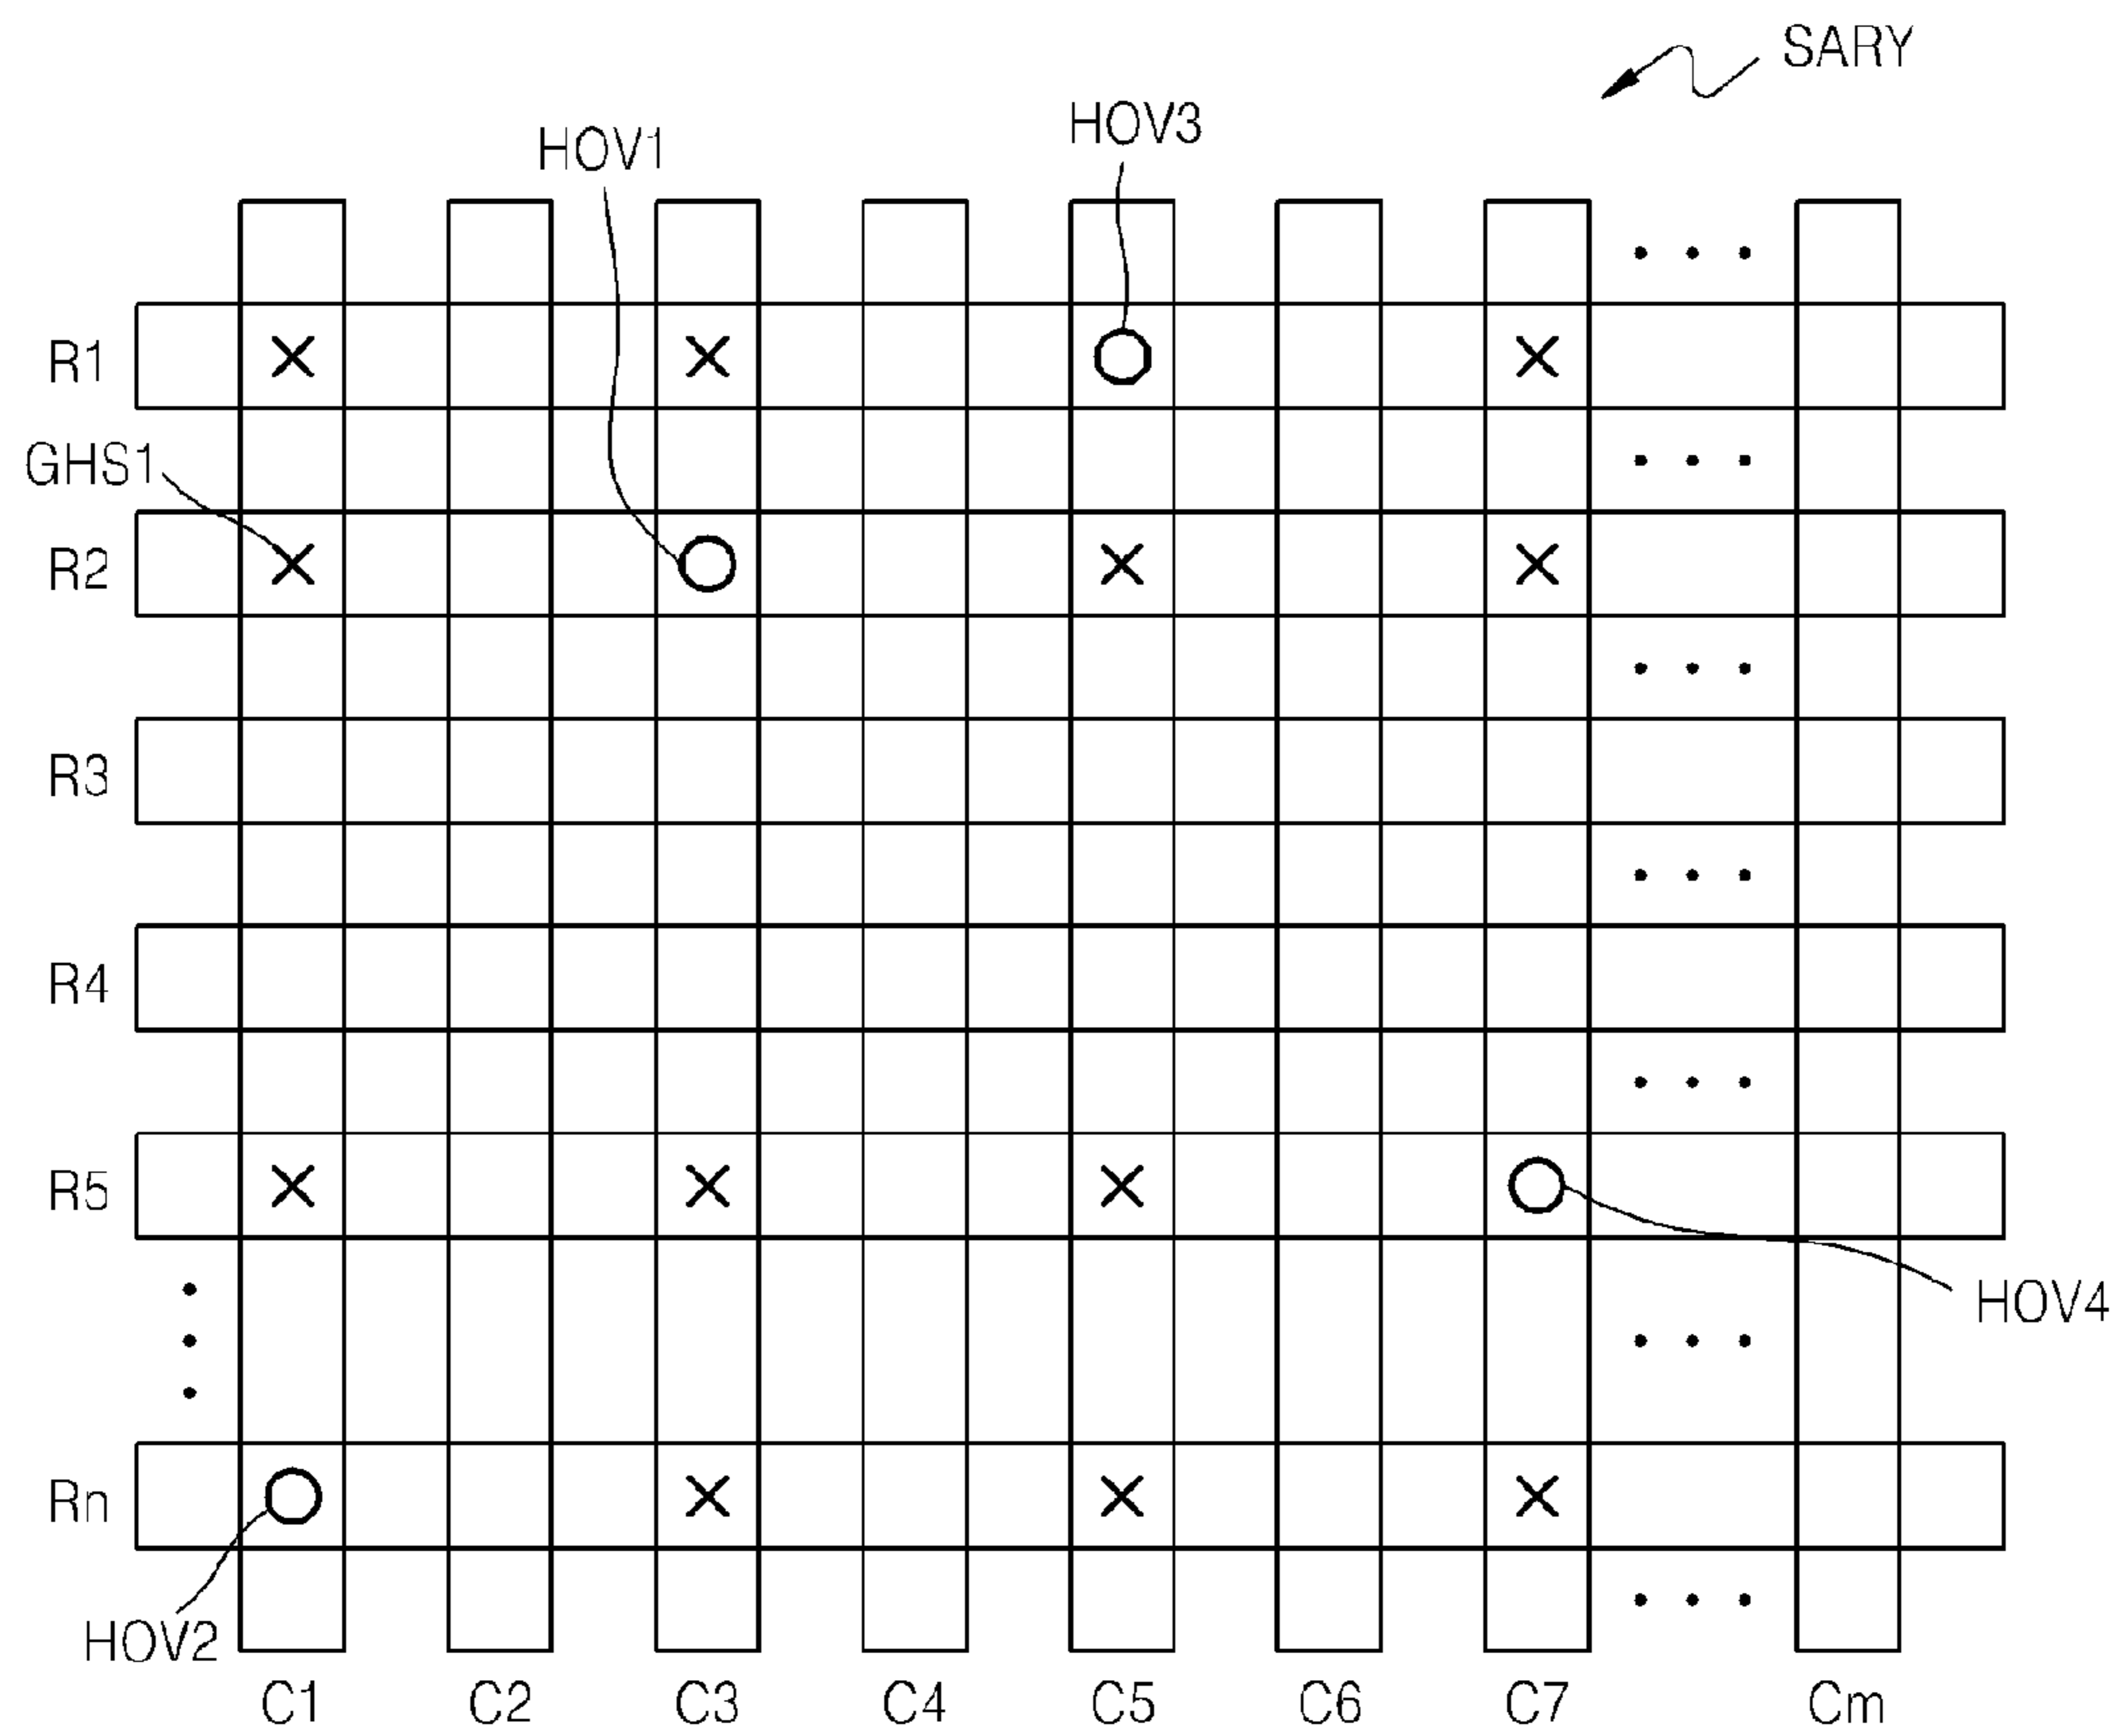 SARY
HOV3
HOV1
R1
GHS1
R2
R3
R4
R5
HOV4
Rn
HOV2
C1 C2 C3 C4 C5 C6 C7 Cm